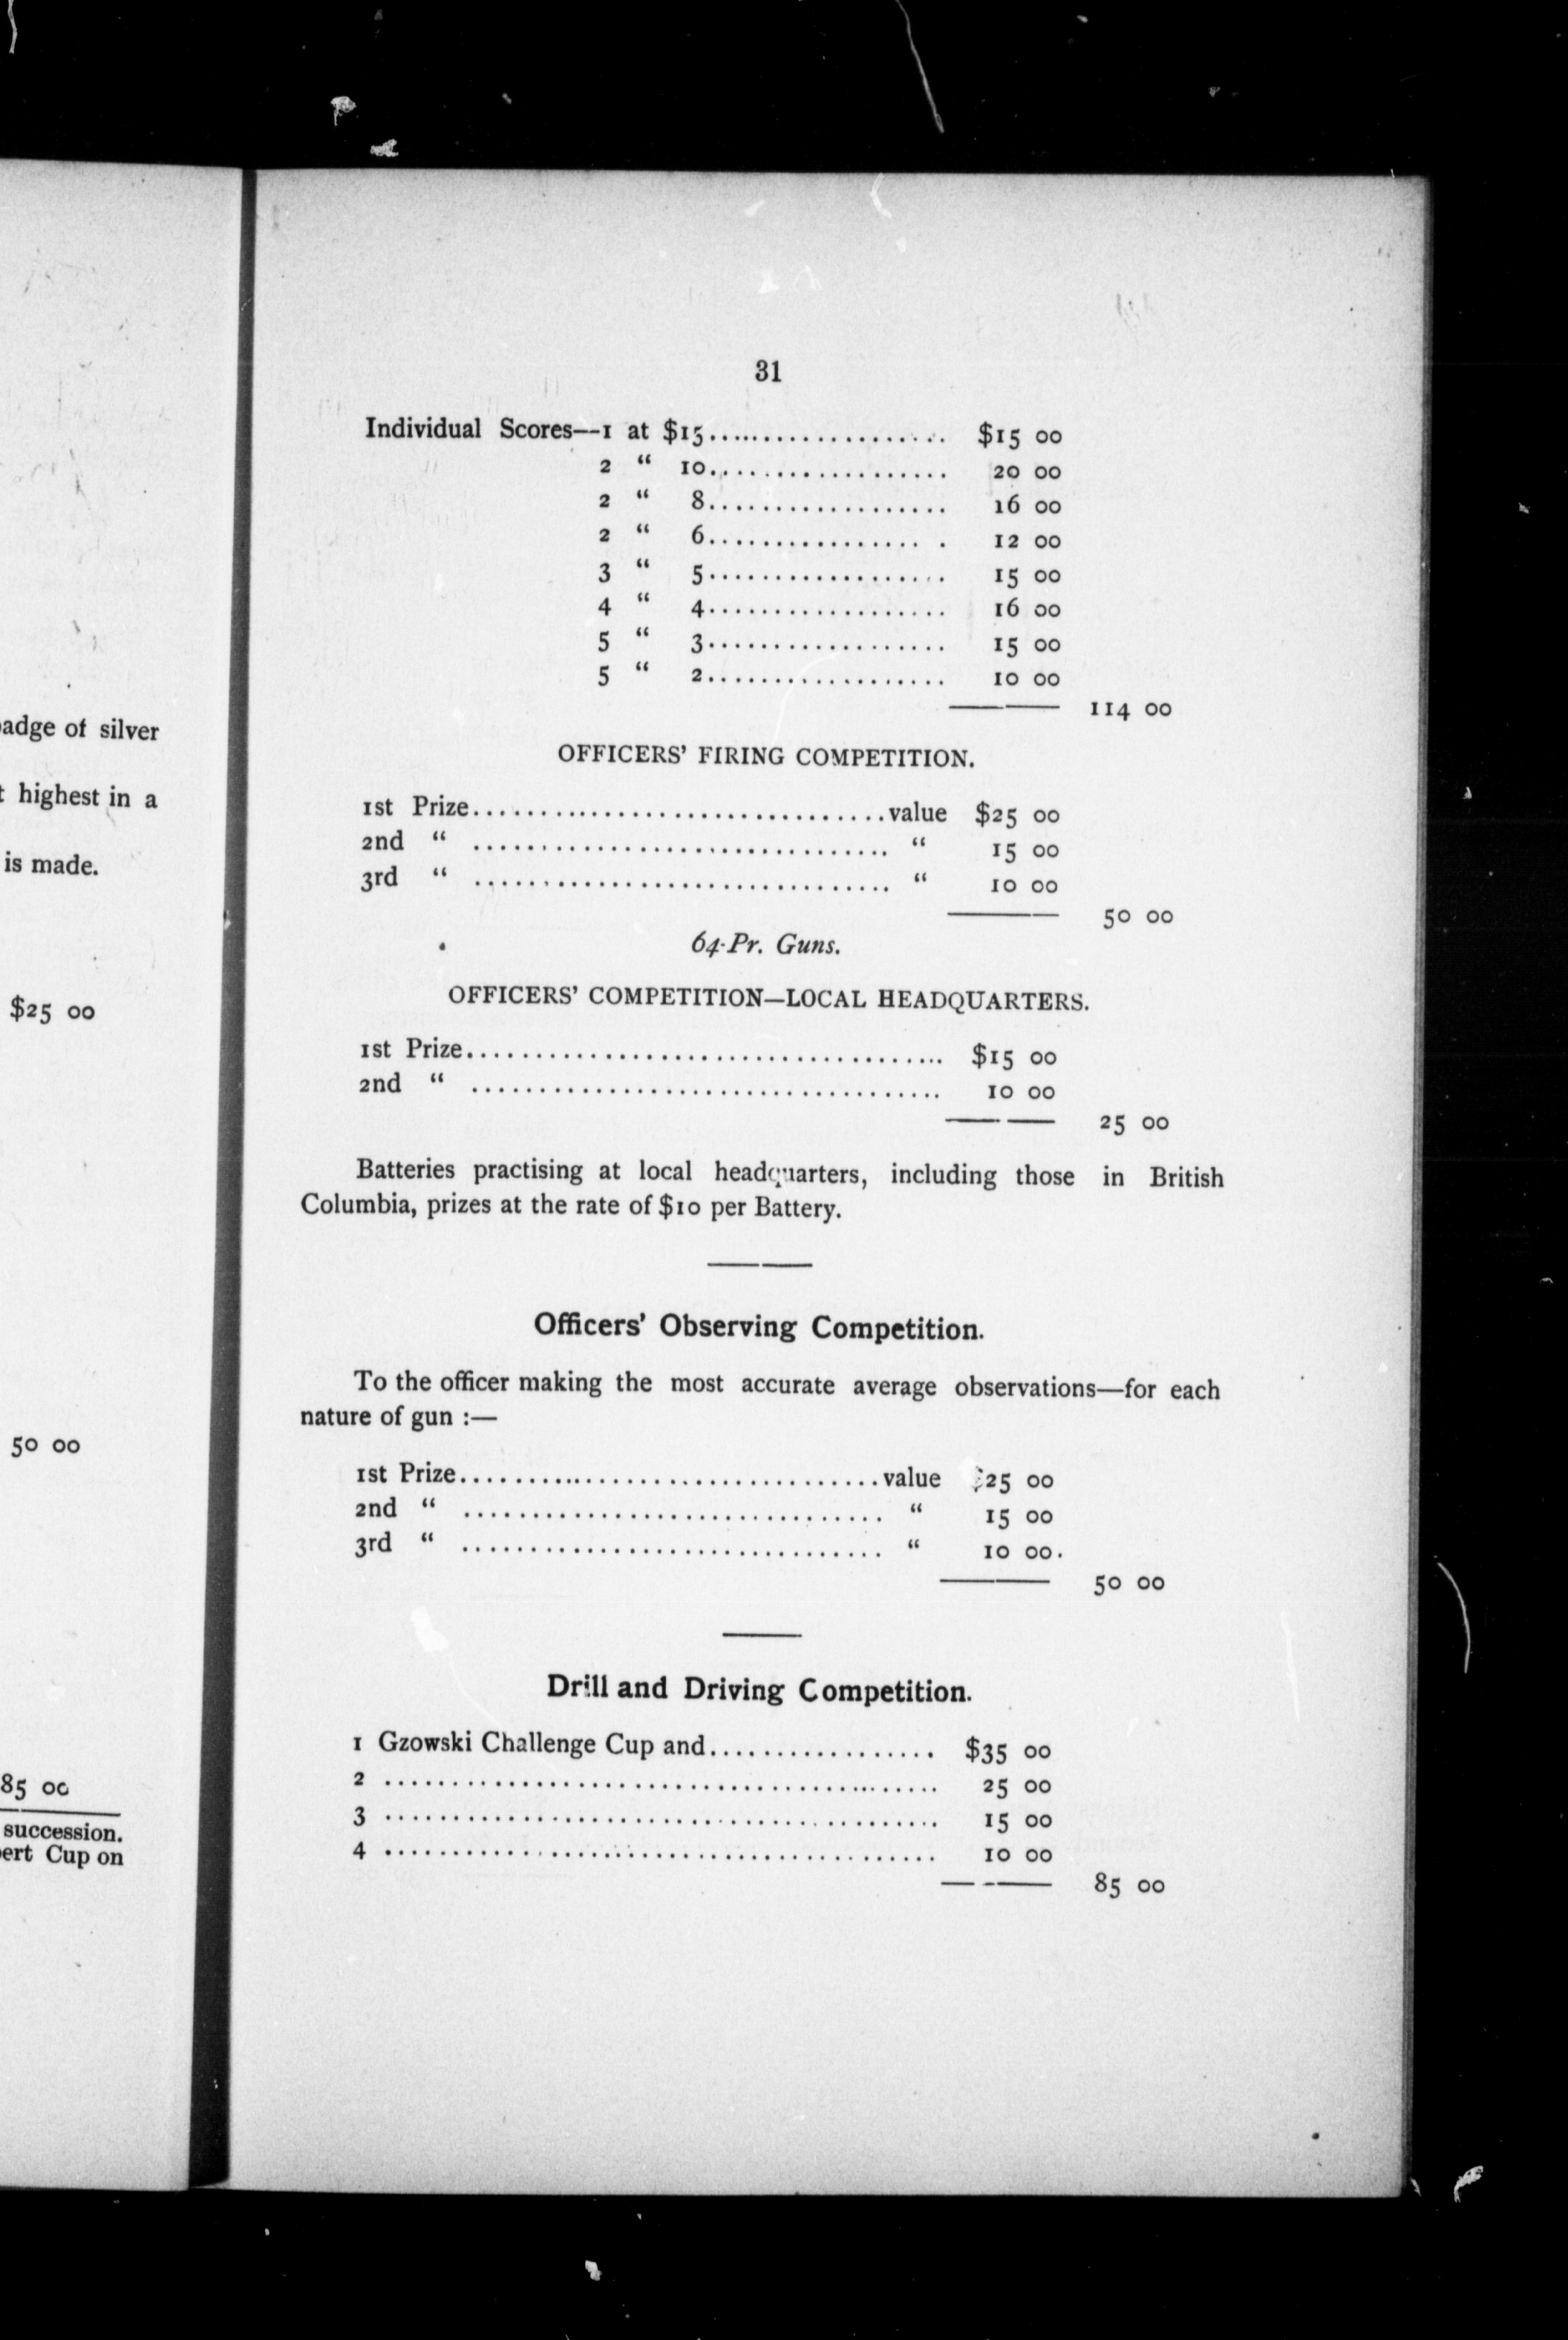 adge of silver
highest in a
is made.
$25 00
50 00
85 00
succession.
ert Cup on
31
Individual Scores—1 at $15.................... $15 00
2 “ 10.................. 20 00
2 “ 8.................. 16 00
2 “ 6.................. 12 00
3 “ 5.................. 15 00
4 “ 4.................. 16 00
5 “ 3.................. 15 00
5 “ 2.................. 10 00
114 00
OFFICERS’ FIRING COMPETITION.
1st Prize...............................value $25 00
2nd “ ............................... “ 15 00
3rd “ ............................... “ 10 00
50 00
64-Pr. Guns.
OFFICERS’ COMPETITION—LOCAL HEADQUARTERS.
1st Prize................................... $15 00
2nd “ ................................... 10 00
25 00
Batteries practising at local headquarters, including those in British
Columbia, prizes at the rate of $10 per Battery.
Officers’ Observing Competition.
To the officer making the most accurate average observations—for each
nature of gun :—
1st Prize...............................value $25 00
2nd “ ............................... “ 15 00
3rd “ ............................... “ 10 00.
50 00
Drill and Driving Competition.
1 Gzowski Challenge Cup and................. $35 00
2 ......................................... 25 00
3 ......................................... 15 00
4 ......................................... 10 00
85 00